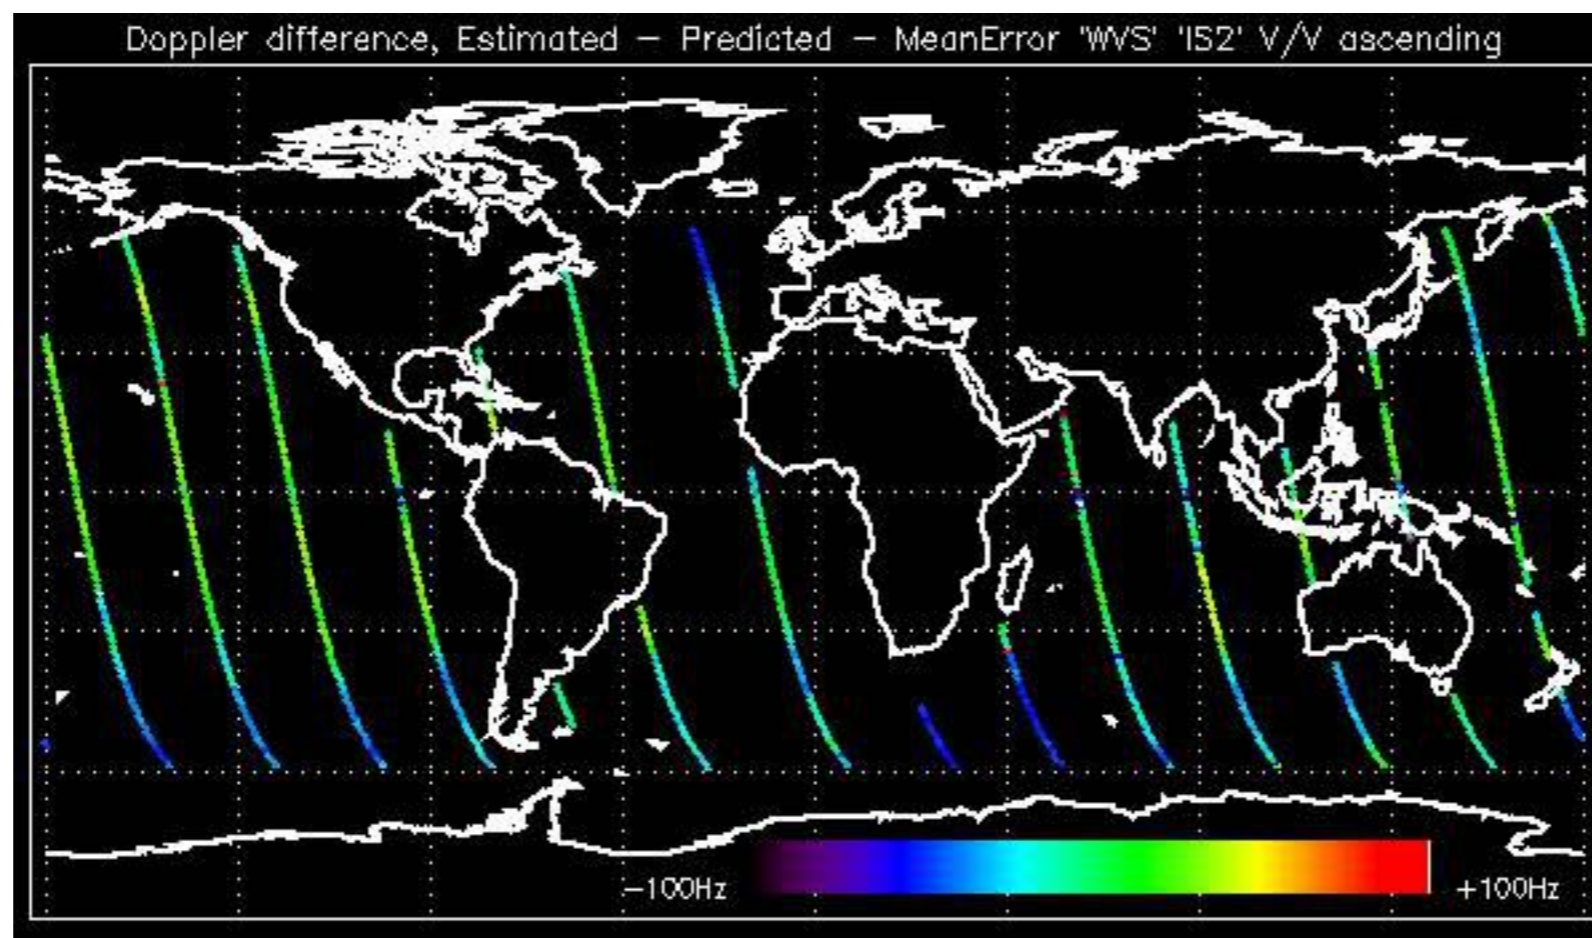 Doppler difference, Estimated – Predicted – MeanError 'WVS' 'IS2' V/V ascending
–100Hz
+100Hz